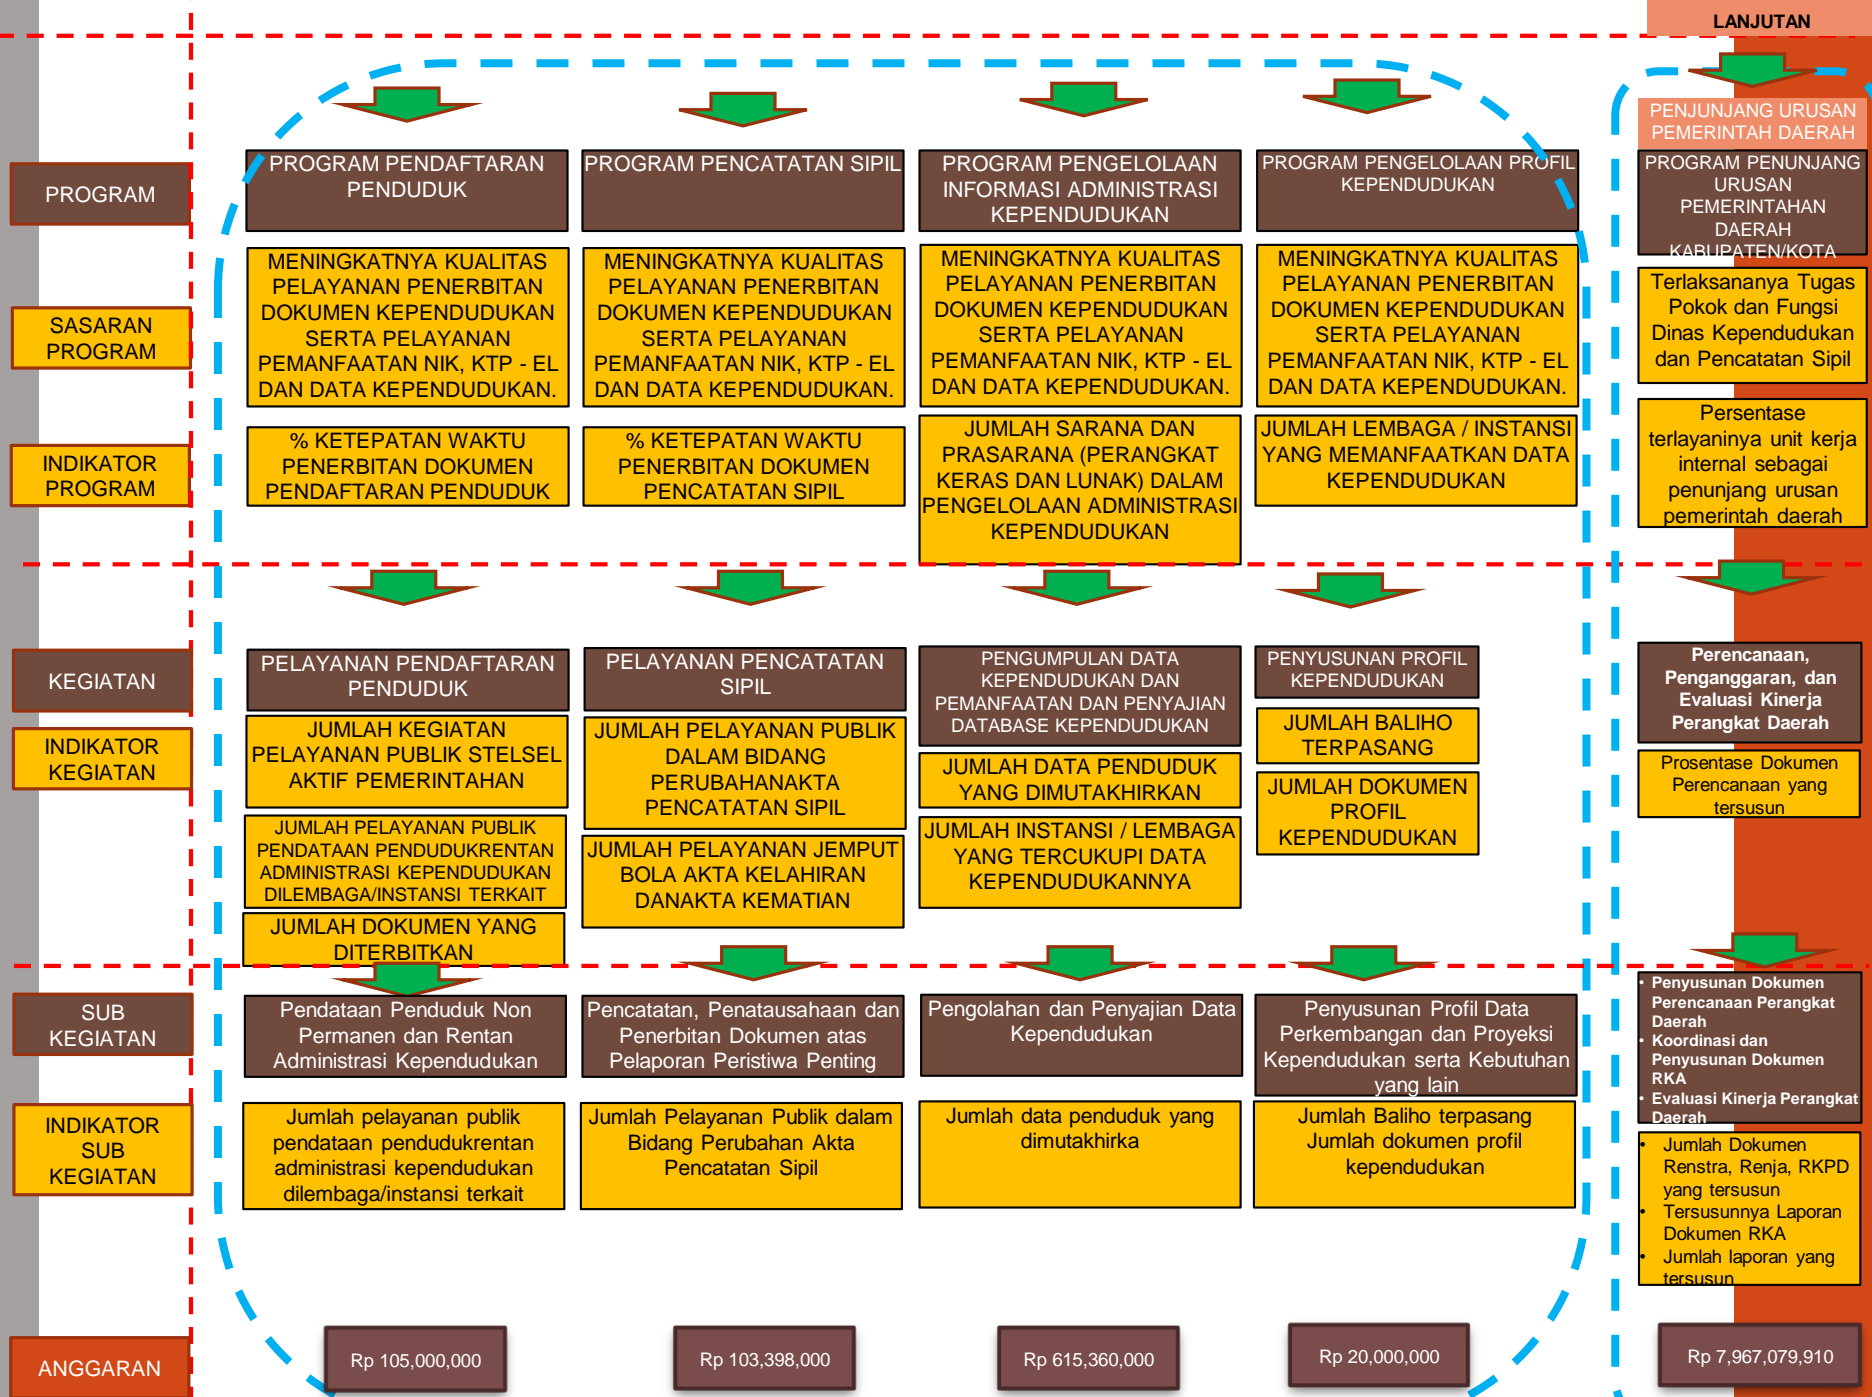 LANJUTAN
PROGRAM
PROGRAM PENDAFTARAN
PENDUDUK
PROGRAM PENCATATAN SIPIL
PROGRAM PENGELOLAAN
INFORMASI ADMINISTRASI
KEPENDUDUKAN
PROGRAM PENGELOLAAN PROFIL
KEPENDUDUKAN
PENJUNJANG URUSAN
PEMERINTAH DAERAH
PROGRAM PENUNJANG
URUSAN
PEMERINTAHAN
DAERAH
KABUPATEN/KOTA
SASARAN
PROGRAM
MENINGKATNYA KUALITAS
PELAYANAN PENERBITAN
DOKUMEN KEPENDUDUKAN
SERTA PELAYANAN
PEMANFAATAN NIK, KTP - EL
DAN DATA KEPENDUDUKAN.
MENINGKATNYA KUALITAS
PELAYANAN PENERBITAN
DOKUMEN KEPENDUDUKAN
SERTA PELAYANAN
PEMANFAATAN NIK, KTP - EL
DAN DATA KEPENDUDUKAN.
MENINGKATNYA KUALITAS
PELAYANAN PENERBITAN
DOKUMEN KEPENDUDUKAN
SERTA PELAYANAN
PEMANFAATAN NIK, KTP - EL
DAN DATA KEPENDUDUKAN.
MENINGKATNYA KUALITAS
PELAYANAN PENERBITAN
DOKUMEN KEPENDUDUKAN
SERTA PELAYANAN
PEMANFAATAN NIK, KTP - EL
DAN DATA KEPENDUDUKAN.
Terlaksananya Tugas
Pokok dan Fungsi
Dinas Kependudukan
dan Pencatatan Sipil
INDIKATOR
PROGRAM
% KETEPATAN WAKTU
PENERBITAN DOKUMEN
PENDAFTARAN PENDUDUK
% KETEPATAN WAKTU
PENERBITAN DOKUMEN
PENCATATAN SIPIL
JUMLAH SARANA DAN
PRASARANA (PERANGKAT
KERAS DAN LUNAK) DALAM
PENGELOLAAN ADMINISTRASI
KEPENDUDUKAN
JUMLAH LEMBAGA / INSTANSI
YANG MEMANFAATKAN DATA
KEPENDUDUKAN
Persentase
terlayaninya unit kerja
internal sebagai
penunjang urusan
pemerintah daerah
KEGIATAN
PELAYANAN PENDAFTARAN
PENDUDUK
PELAYANAN PENCATATAN
SIPIL
PENGUMPULAN DATA
KEPENDUDUKAN DAN
PEMANFAATAN DAN PENYAJIAN
DATABASE KEPENDUDUKAN
PENYUSUNAN PROFIL
KEPENDUDUKAN
Perencanaan,
Penganggaran, dan
Evaluasi Kinerja
Perangkat Daerah
INDIKATOR
KEGIATAN
JUMLAH KEGIATAN
PELAYANAN PUBLIK STELSEL
AKTIF PEMERINTAHAN
JUMLAH PELAYANAN PUBLIK
PENDATAAN PENDUDUKRENTAN
ADMINISTRASI KEPENDUDUKAN
DILEMBAGA/INSTANSI TERKAIT
JUMLAH DOKUMEN YANG
DITERBITKAN
JUMLAH PELAYANAN PUBLIK
DALAM BIDANG
PERUBAHANAKTA
PENCATATAN SIPIL
JUMLAH PELAYANAN JEMPUT
BOLA AKTA KELAHIRAN
DANAKTA KEMATIAN
JUMLAH DATA PENDUDUK
YANG DIMUTAKHIRKAN
JUMLAH INSTANSI / LEMBAGA
YANG TERCUKUPI DATA
KEPENDUDUKANNYA
JUMLAH BALIHO
TERPASANG
JUMLAH DOKUMEN
PROFIL
KEPENDUDUKAN
Prosentase Dokumen
Perencanaan yang
tersusun
SUB
KEGIATAN
Pendataan Penduduk Non
Permanen dan Rentan
Administrasi Kependudukan
Pencatatan, Penatausahaan dan
Penerbitan Dokumen atas
Pelaporan Peristiwa Penting
Pengolahan dan Penyajian Data
Kependudukan
Penyusunan Profil Data
Perkembangan dan Proyeksi
Kependudukan serta Kebutuhan
yang lain
• Penyusunan Dokumen
Perencanaan Perangkat
Daerah
• Koordinasi dan
Penyusunan Dokumen
RKA
• Evaluasi Kinerja Perangkat
Daerah
INDIKATOR
SUB
KEGIATAN
Jumlah pelayanan publik
pendataan pendudukrentan
administrasi kependudukan
dilembaga/instansi terkait
Jumlah Pelayanan Publik dalam
Bidang Perubahan Akta
Pencatatan Sipil
Jumlah data penduduk yang
dimutakhirka
Jumlah Baliho terpasang
Jumlah dokumen profil
kependudukan
• Jumlah Dokumen
Renstra, Renja, RKPD
yang tersusun
• Tersusunnya Laporan
Dokumen RKA
• Jumlah laporan yang
tersusun
ANGGARAN
Rp 105,000,000
Rp 103,398,000
Rp 615,360,000
Rp 20,000,000
Rp 7,967,079,910